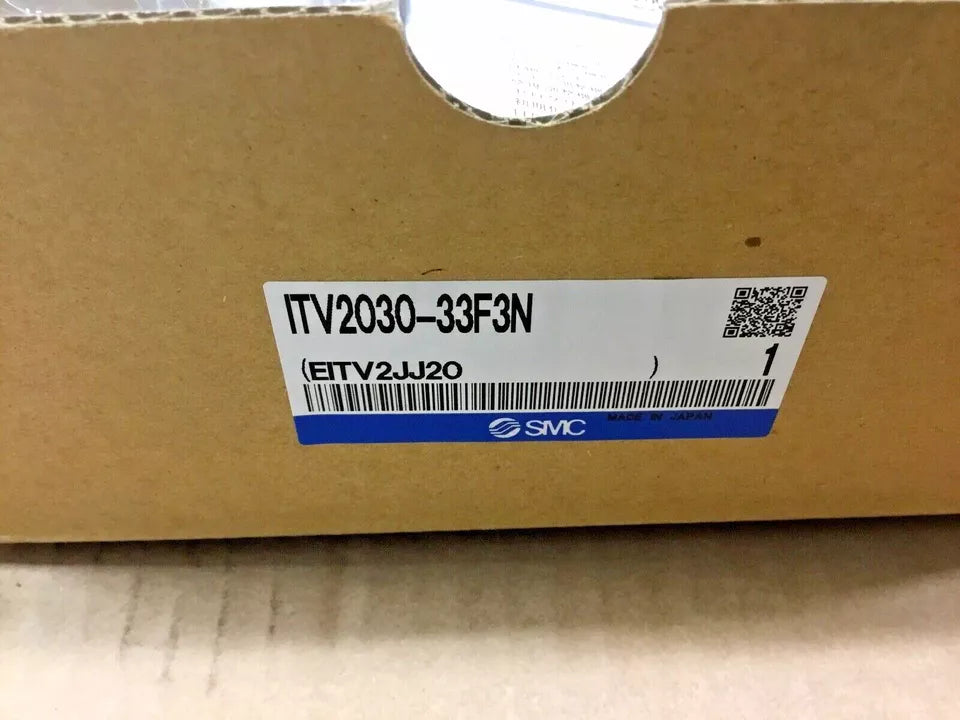 ITV2030-33F3N
(EITV2JJ20 )
1
SMC
MADE IN JAPAN